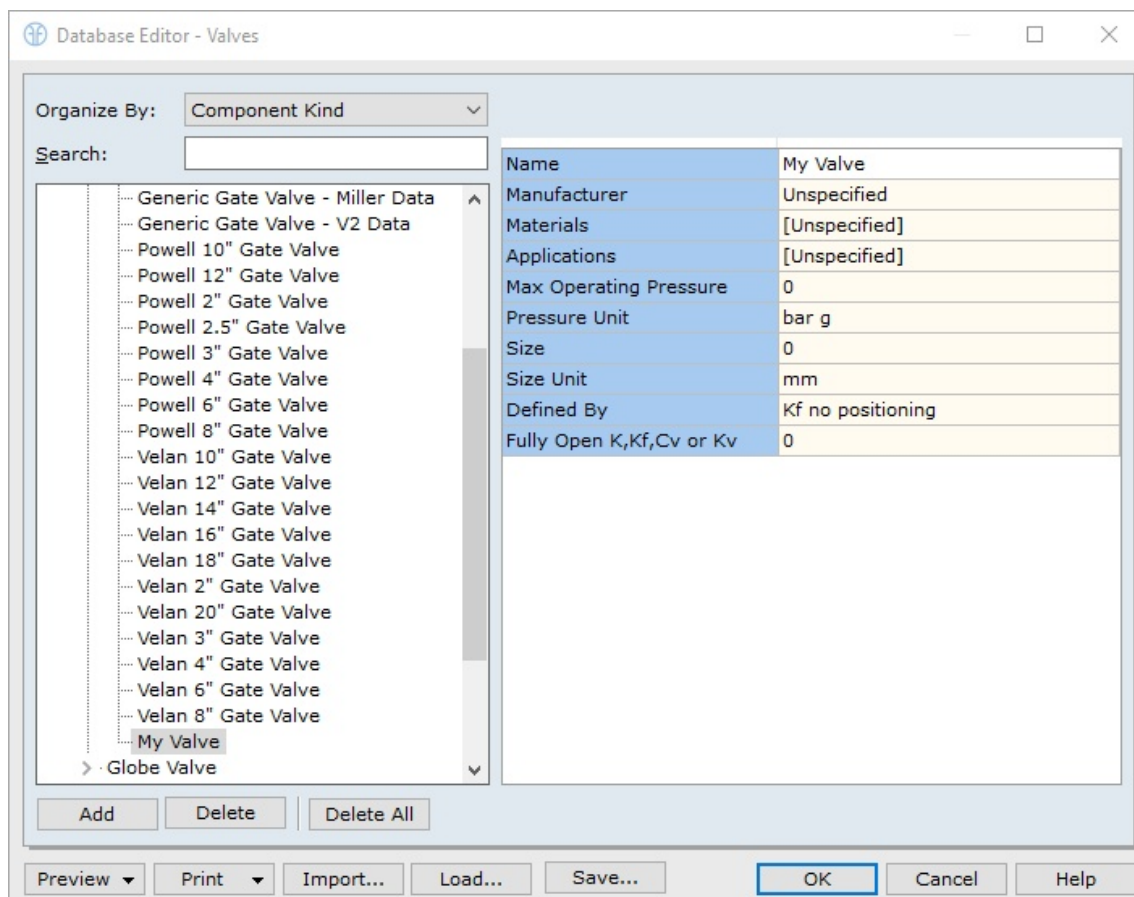 Database Editor - Valves
Organize By: Component Kind
Search:
Generic Gate Valve - Miller Data
Generic Gate Valve - V2 Data
Powell 10" Gate Valve
Powell 12" Gate Valve
Powell 2" Gate Valve
Powell 2.5" Gate Valve
Powell 3" Gate Valve
Powell 4" Gate Valve
Powell 6" Gate Valve
Powell 8" Gate Valve
Velan 10" Gate Valve
Velan 12" Gate Valve
Velan 14" Gate Valve
Velan 16" Gate Valve
Velan 18" Gate Valve
Velan 2" Gate Valve
Velan 20" Gate Valve
Velan 3" Gate Valve
Velan 4" Gate Valve
Velan 6" Gate Valve
Velan 8" Gate Valve
My Valve
Globe Valve
Name My Valve
Manufacturer Unspecified
Materials [Unspecified]
Applications [Unspecified]
Max Operating Pressure 0
Pressure Unit bar g
Size 0
Size Unit mm
Defined By Kf no positioning
Fully Open K,Kf,Cv or Kv 0
Add Delete Delete All
Preview Print Import... Load... Save... OK Cancel Help